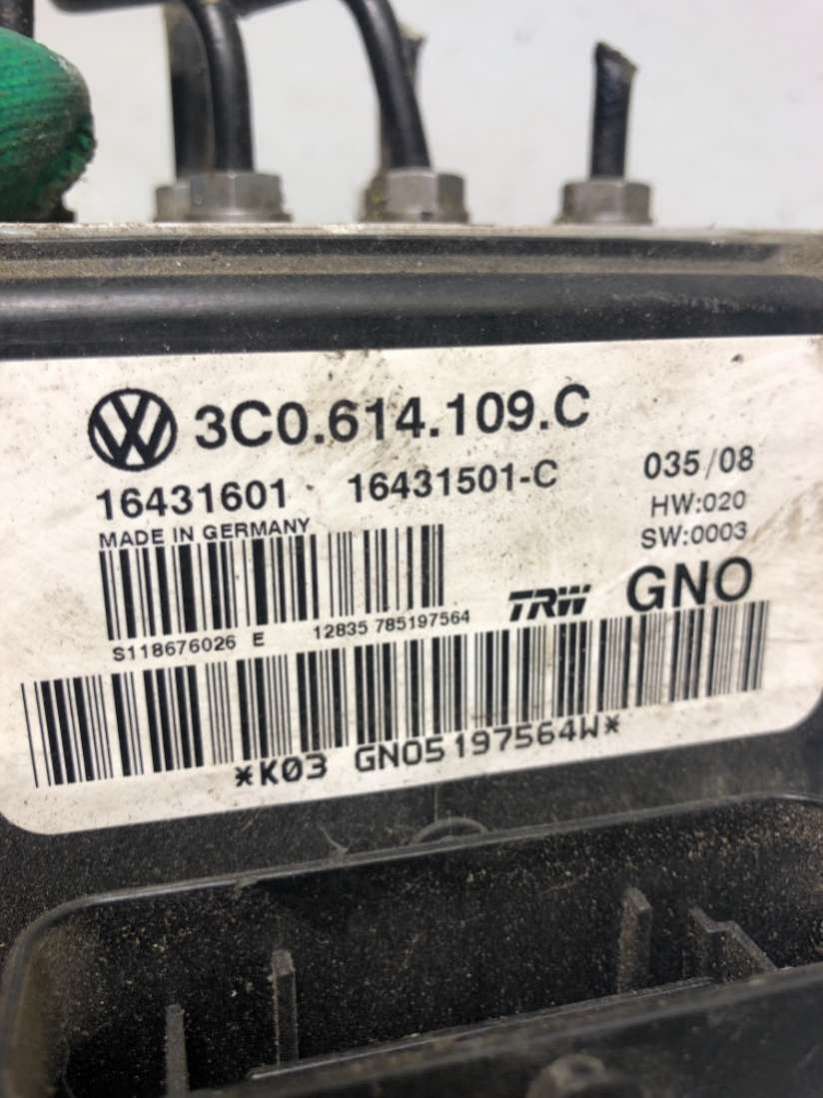 3C0.614.109.C
16431601 16431501-C 035/08
MADE IN GERMANY HW:020
SW:0003
TRW GNO
S118676026 E 12835 785197564
*K03 GNO5197564W*